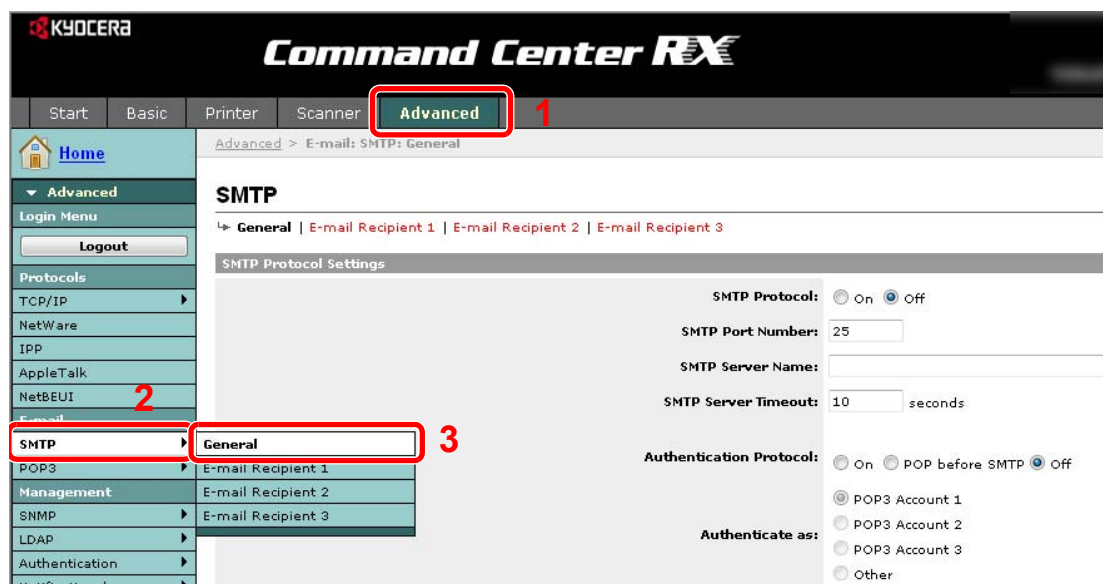 KYOCERA
Command Center RX
Start Basic Printer Scanner Advanced 1
Home
Advanced > E-mail: SMTP: General
Advanced
Login Menu
Logout
Protocols
TCP/IP
NetWare
IPP
AppleTalk
NetBEUI
2
E-mail
SMTP
POP3
Management
SNMP
LDAP
Authentication
General
3
E-mail Recipient 1
E-mail Recipient 2
E-mail Recipient 3
SMTP
General | E-mail Recipient 1 | E-mail Recipient 2 | E-mail Recipient 3
SMTP Protocol Settings
SMTP Protocol: On Off
SMTP Port Number: 25
SMTP Server Name:
SMTP Server Timeout: 10 seconds
Authentication Protocol: On POP before SMTP Off
Authenticate as:
POP3 Account 1
POP3 Account 2
POP3 Account 3
Other